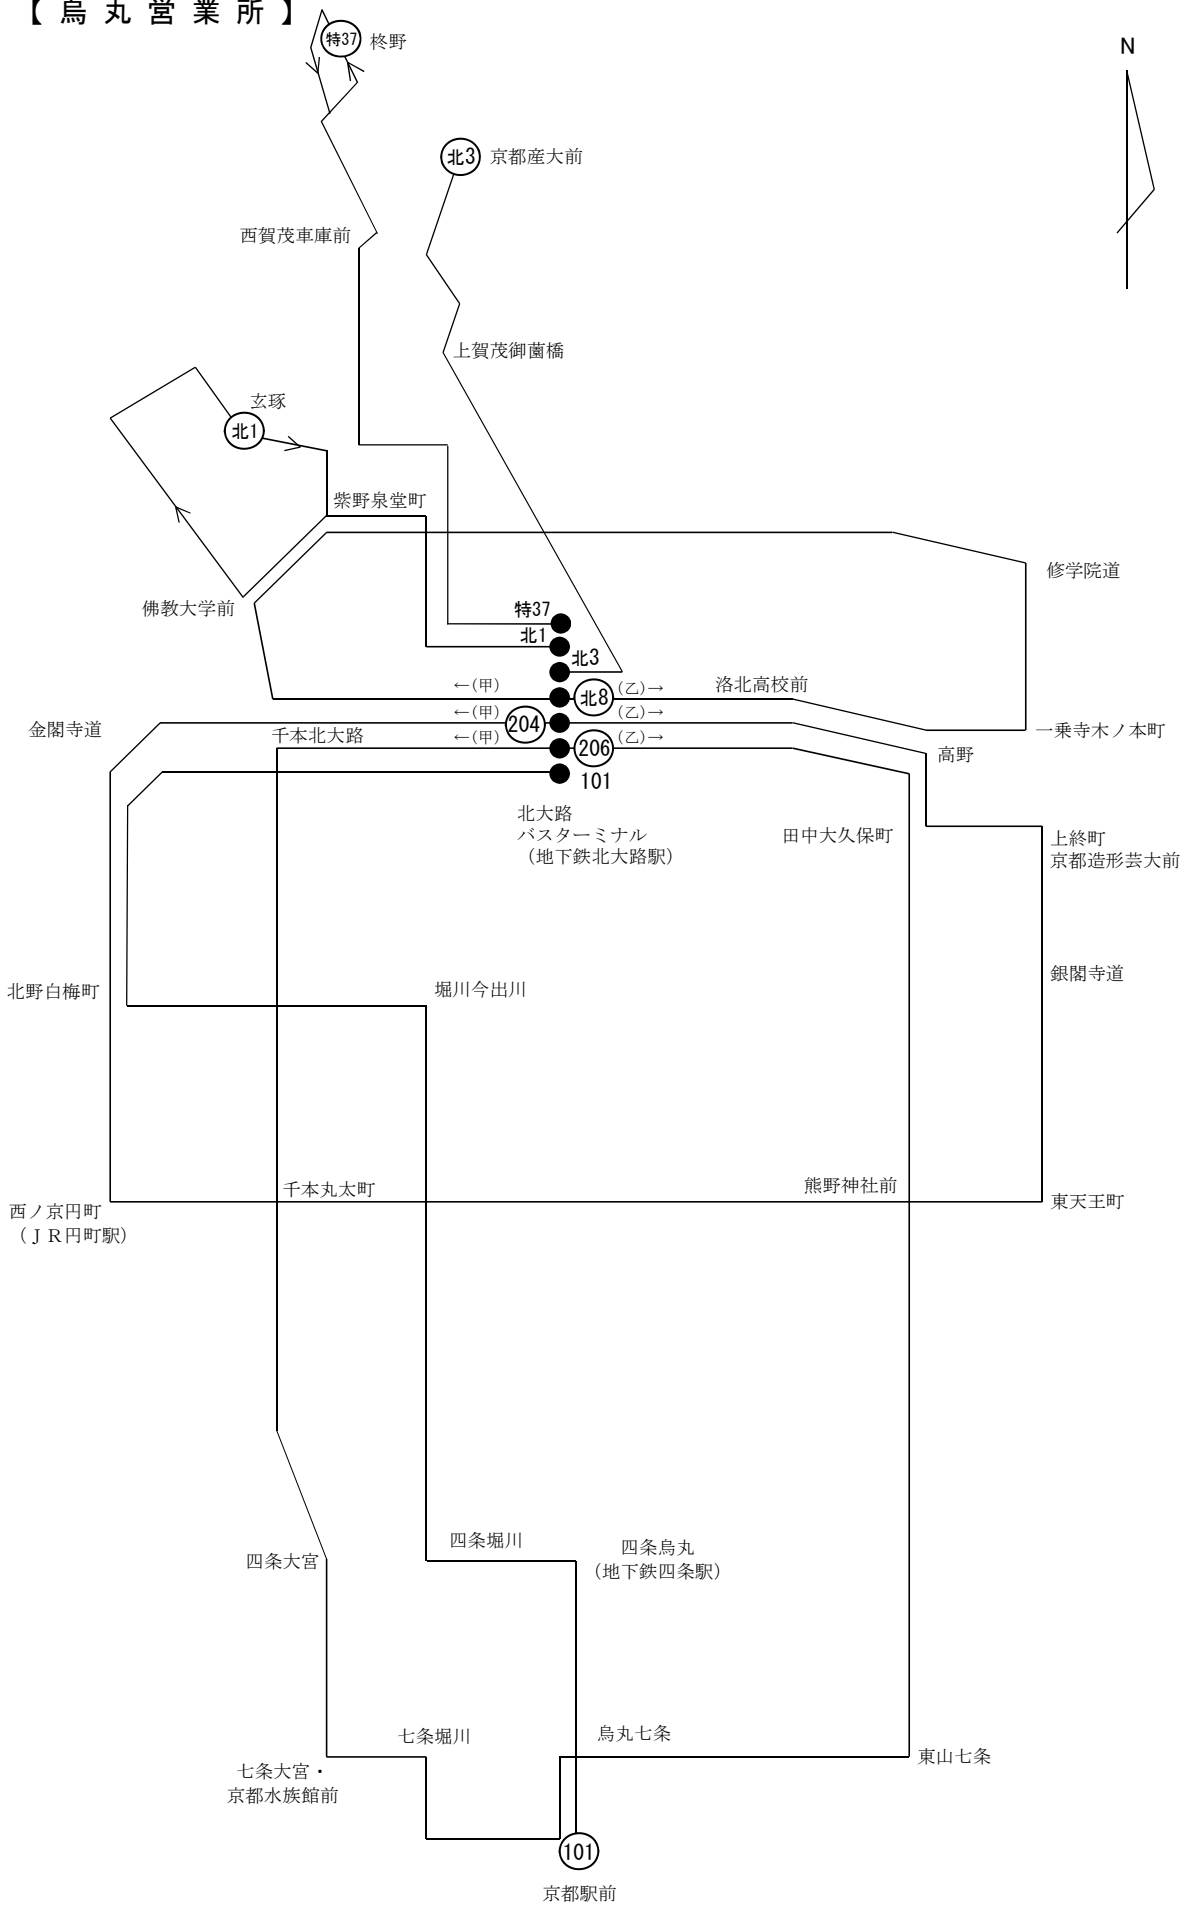 【 烏 丸 営 業 所 】
特37 柊野
N
北3 京都産大前
西賀茂車庫前
上賀茂御薗橋
玄琢
北1
紫野泉堂町
修学院道
佛教大学前
特37
北1
北3
←(甲) 北8 (乙)→ 洛北高校前
金閣寺道
←(甲) 204 (乙)→
一乗寺木ノ本町
千本北大路
←(甲) 206 (乙)→
高野
101
北大路
バスターミナル
(地下鉄北大路駅)
田中大久保町
上終町
京都造形芸大前
北野白梅町
堀川今出川
銀閣寺道
千本丸太町
熊野神社前
西ノ京円町
(JR円町駅)
東天王町
四条大宮
四条堀川
四条烏丸
(地下鉄四条駅)
七条堀川
烏丸七条
東山七条
七条大宮・
京都水族館前
101
京都駅前